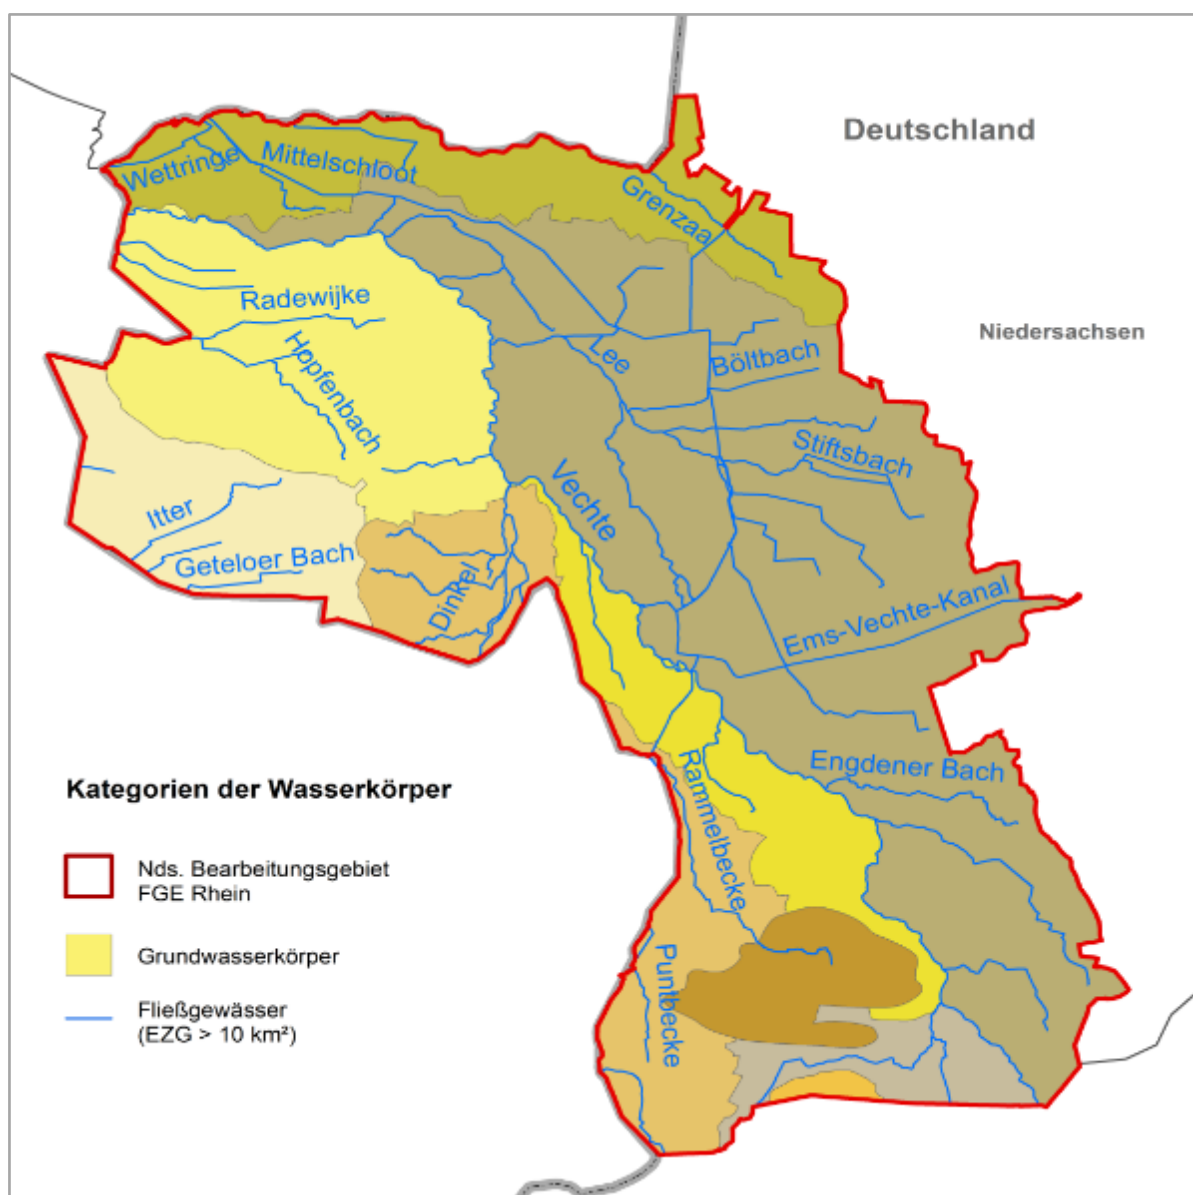 Deutschland
Wettringe
Mittelschloot
Grenzaa
Radewijke
Niedersachsen
Hopfenbach
Lee
Böltbach
Stiftsbach
Vechte
Itter
Geteloer Bach
Dinkel
Ems-Vechte-Kanal
Engdener Bach
Rammelbecke
Puntbecke
Kategorien der Wasserkörper
Nds. Bearbeitungsgebiet
FGE Rhein
Grundwasserkörper
Fließgewässer
(EZG > 10 km²)